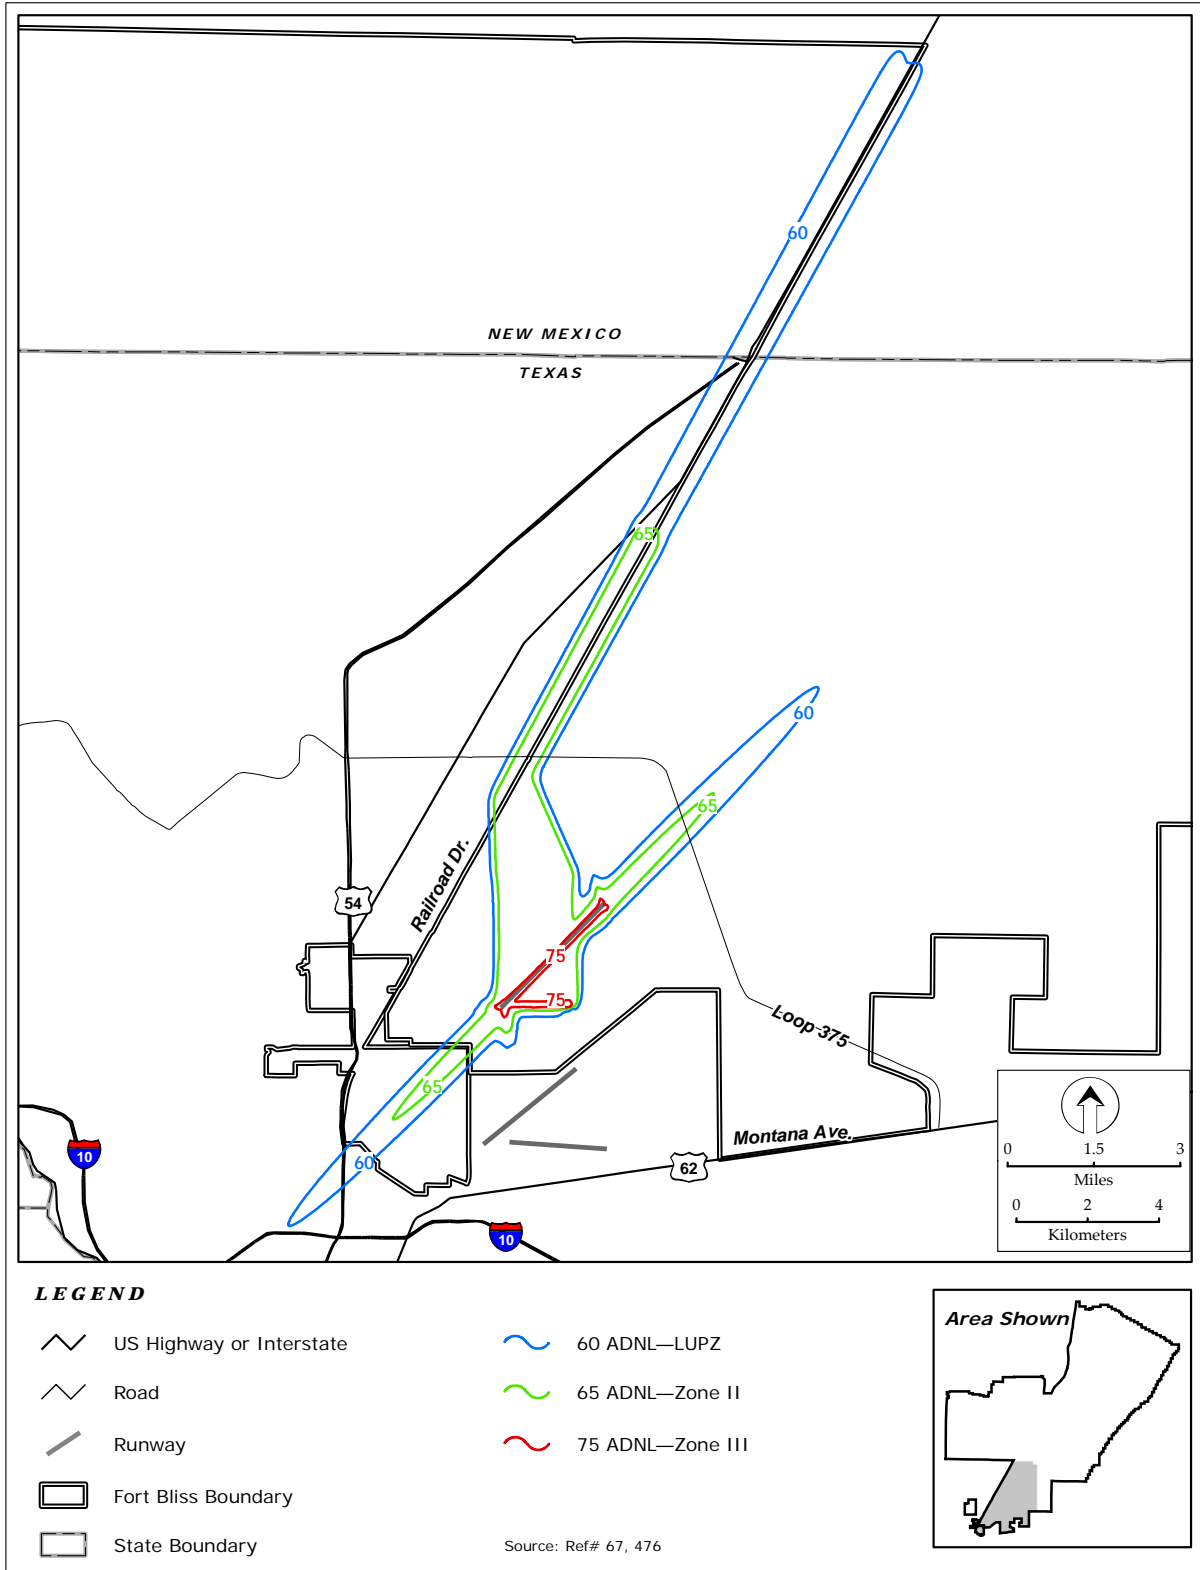 60
NEW MEXICO
TEXAS
65
60
65
Railroad Dr.
54
75
75
Loop 375
65
Montana Ave.
62
60
10
10
0 1.5 3
Miles
0 2 4
Kilometers
LEGEND
US Highway or Interstate
Road
Runway
Fort Bliss Boundary
State Boundary
60 ADNL—LUPZ
65 ADNL—Zone II
75 ADNL—Zone III
Source: Ref# 67, 476
Area Shown